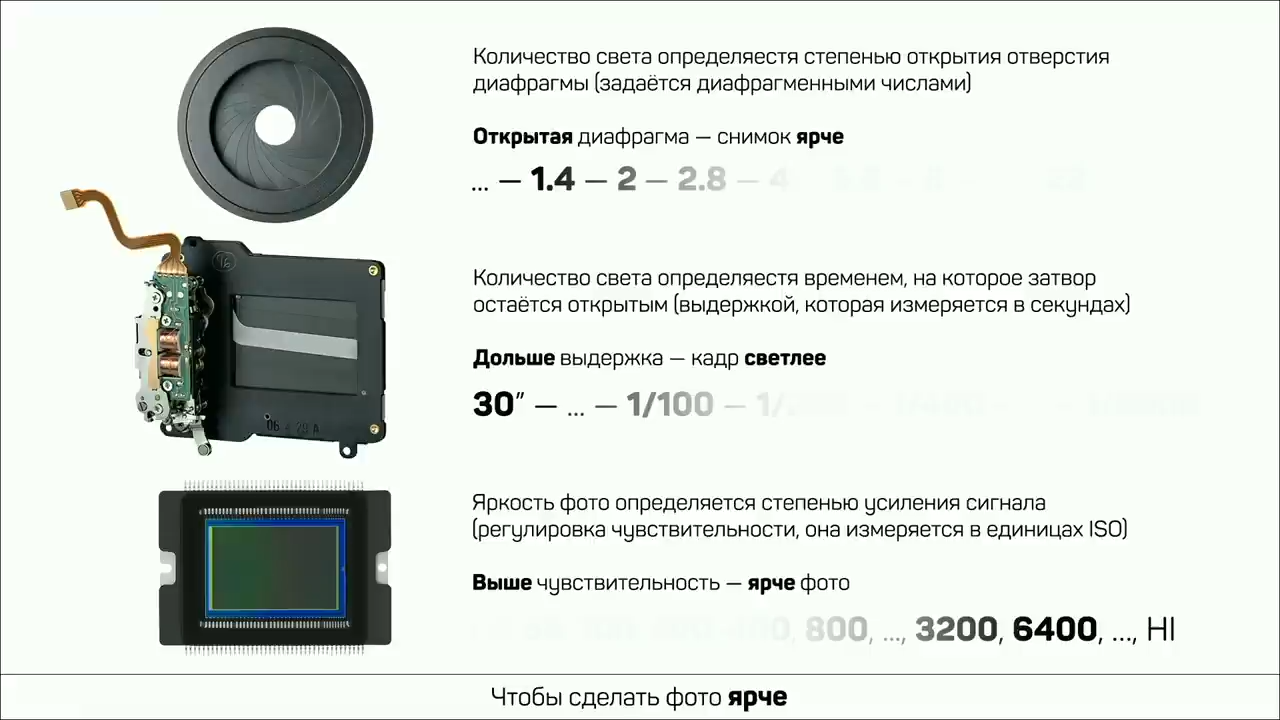 Количество света определяестя степенью открытия отверстия
диафрагмы (задаётся диафрагменными числами)
Открытая диафрагма — снимок ярче
... — 1.4 — 2 — 2.8 — 4
Количество света определяестя временем, на которое затвор
остаётся открытым (выдержкой, которая измеряется в секундах)
Дольше выдержка — кадр светлее
30” — ... — 1/100 —
Яркость фото определяется степенью усиления сигнала
(регулировка чувствительности, она измеряется в единицах ISO)
Выше чувствительность — ярче фото
800, ..., 3200, 6400, ..., HI
Чтобы сделать фото ярче